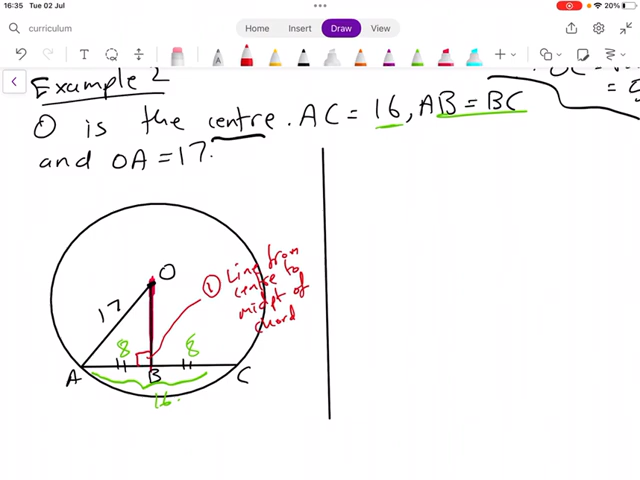 16:35 Tue 02 Jul
20%
curriculum
Home Insert Draw View
Example 2
O is the centre. AC = 16, AB = BC
and OA = 17.
O
17
① Line from
centre to
midpt of
chord
8 8
A B C
16.